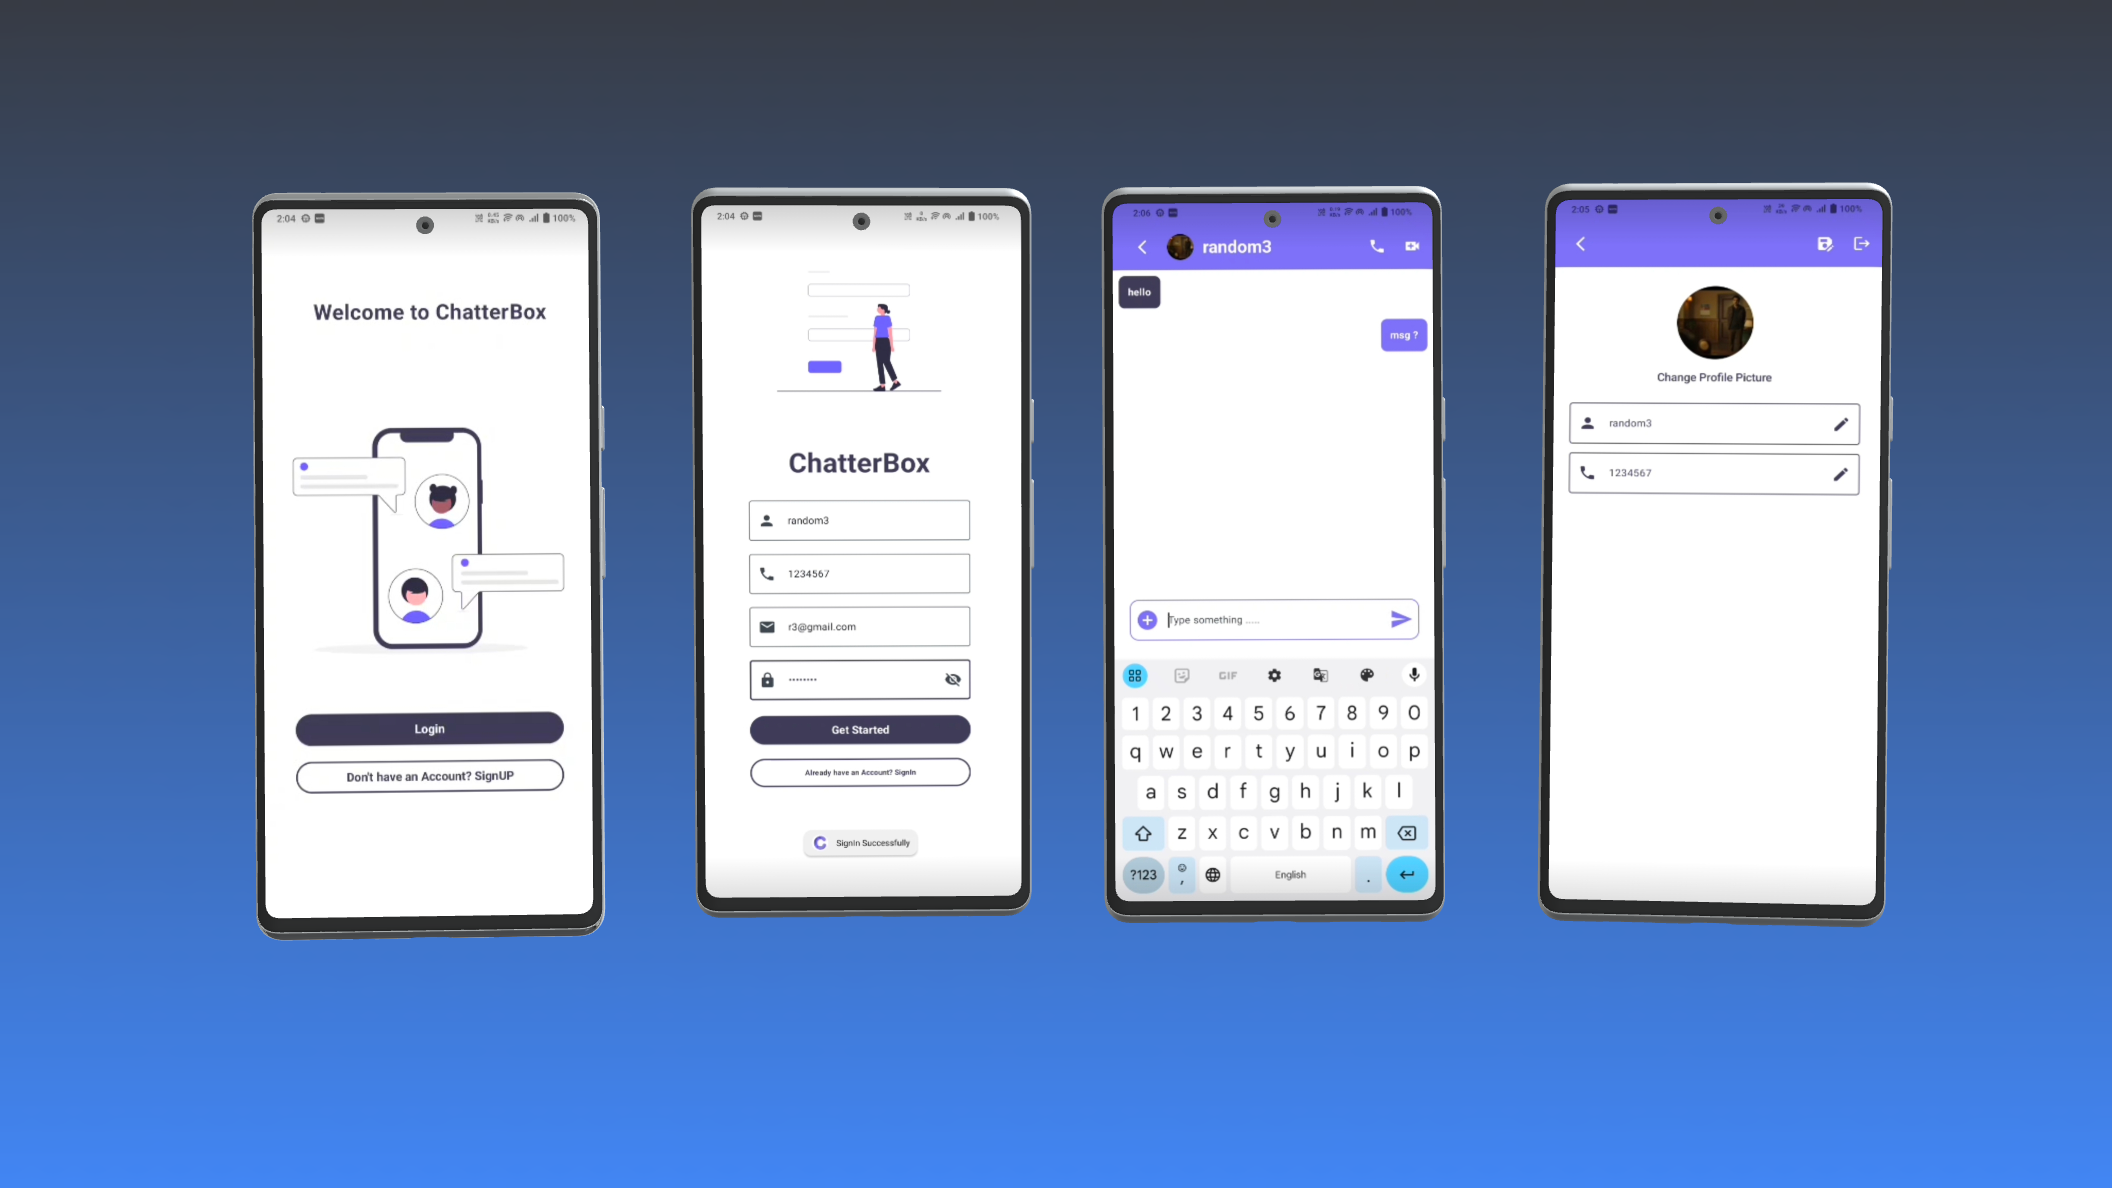 2:04
100%
Welcome to ChatterBox
Login
Don't have an Account? SignUP
2:04
100%
ChatterBox
random3
1234567
r3@gmail.com
········
Get Started
Already have an Account? SignIn
SignIn Successfully
2:06
100%
random3
hello
msg ?
Type something .....
GIF
1 2 3 4 5 6 7 8 9 0
q w e r t y u i o p
a s d f g h j k l
z x c v b n m
?123 , English .
2:05
100%
Change Profile Picture
random3
1234567